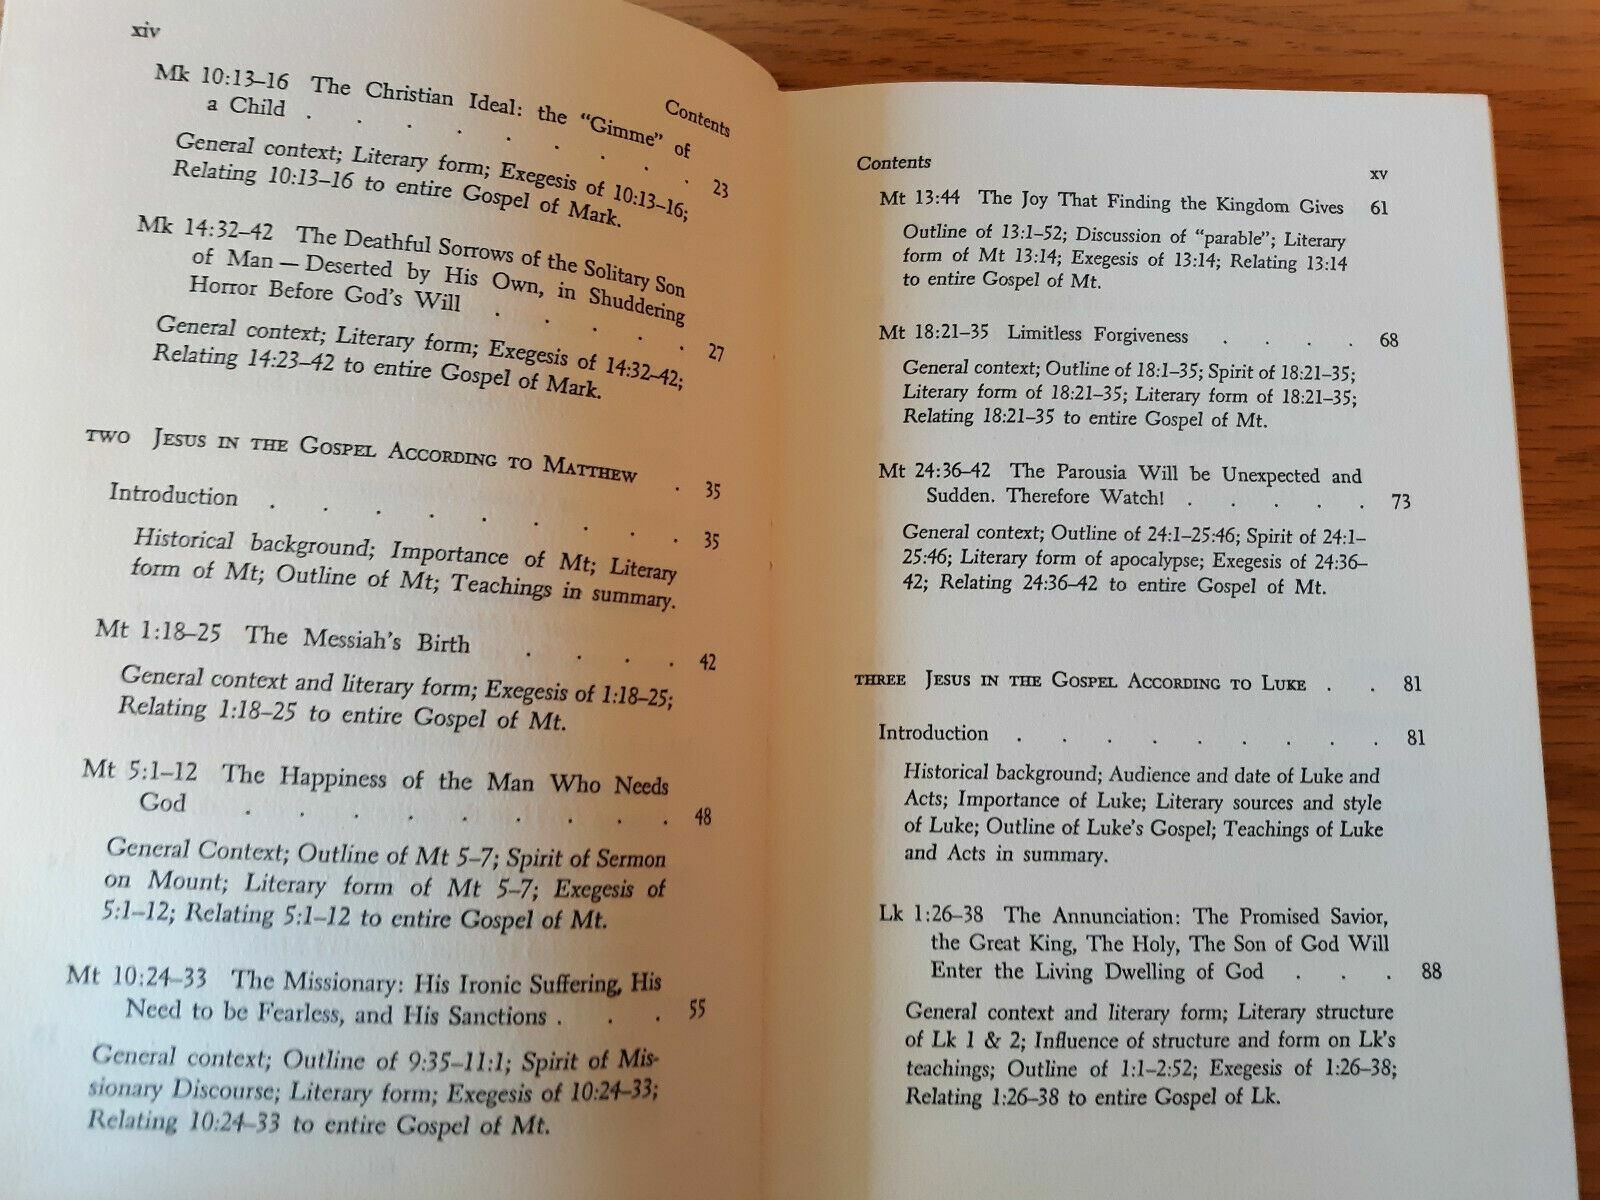 xiv
Contents
Mk 10:13–16 The Christian Ideal: the "Gimme" of
a Child . . . . . . . . 23
General context; Literary form; Exegesis of 10:13–16;
Relating 10:13–16 to entire Gospel of Mark.
Mk 14:32–42 The Deathful Sorrows of the Solitary Son
of Man — Deserted by His Own, in Shuddering
Horror Before God's Will . . . . . 27
General context; Literary form; Exegesis of 14:32–42;
Relating 14:23–42 to entire Gospel of Mark.
TWO JESUS IN THE GOSPEL ACCORDING TO MATTHEW . 35
Introduction . . . . . . . . . 35
Historical background; Importance of Mt; Literary
form of Mt; Outline of Mt; Teachings in summary.
Mt 1:18–25 The Messiah's Birth . . . . 42
General context and literary form; Exegesis of 1:18–25;
Relating 1:18–25 to entire Gospel of Mt.
Mt 5:1–12 The Happiness of the Man Who Needs
God . . . . . . . . . 48
General Context; Outline of Mt 5–7; Spirit of Sermon
on Mount; Literary form of Mt 5–7; Exegesis of
5:1–12; Relating 5:1–12 to entire Gospel of Mt.
Mt 10:24–33 The Missionary: His Ironic Suffering, His
Need to be Fearless, and His Sanctions . . . 55
General context; Outline of 9:35–11:1; Spirit of Mis-
sionary Discourse; Literary form; Exegesis of 10:24–33;
Relating 10:24–33 to entire Gospel of Mt.
Contents xv
Mt 13:44 The Joy That Finding the Kingdom Gives 61
Outline of 13:1–52; Discussion of "parable"; Literary
form of Mt 13:14; Exegesis of 13:14; Relating 13:14
to entire Gospel of Mt.
Mt 18:21–35 Limitless Forgiveness . . . . 68
General context; Outline of 18:1–35; Spirit of 18:21–35;
Literary form of 18:21–35; Literary form of 18:21–35;
Relating 18:21–35 to entire Gospel of Mt.
Mt 24:36–42 The Parousia Will be Unexpected and
Sudden. Therefore Watch! . . . . . 73
General context; Outline of 24:1–25:46; Spirit of 24:1–
25:46; Literary form of apocalypse; Exegesis of 24:36–
42; Relating 24:36–42 to entire Gospel of Mt.
THREE JESUS IN THE GOSPEL ACCORDING TO LUKE . . 81
Introduction . . . . . . . . . 81
Historical background; Audience and date of Luke and
Acts; Importance of Luke; Literary sources and style
of Luke; Outline of Luke's Gospel; Teachings of Luke
and Acts in summary.
Lk 1:26–38 The Annunciation: The Promised Savior,
the Great King, The Holy, The Son of God Will
Enter the Living Dwelling of God . . . 88
General context and literary form; Literary structure
of Lk 1 & 2; Influence of structure and form on Lk's
teachings; Outline of 1:1–2:52; Exegesis of 1:26–38;
Relating 1:26–38 to entire Gospel of Lk.